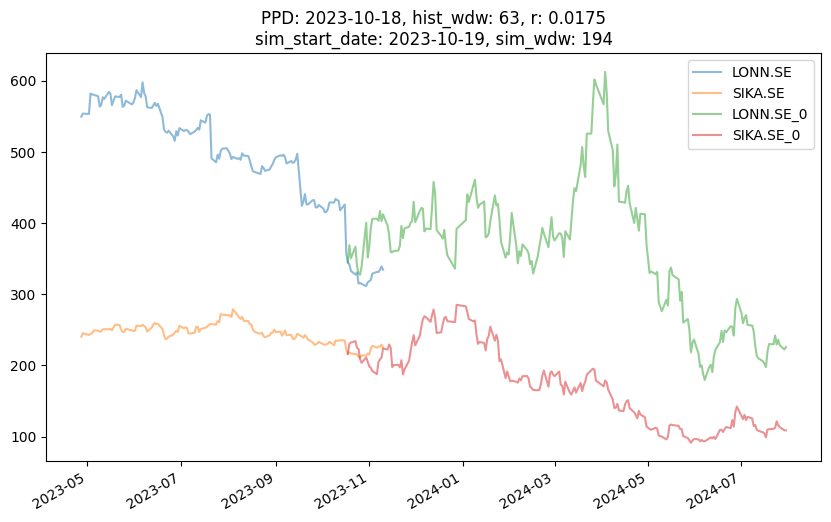 PPD: 2023-10-18, hist_wdw: 63, r: 0.0175
sim_start_date: 2023-10-19, sim_wdw: 194
LONN.SE
SIKA.SE
LONN.SE_0
SIKA.SE_0
600
500
400
300
200
100
2023-05
2023-07
2023-09
2023-11
2024-01
2024-03
2024-05
2024-07